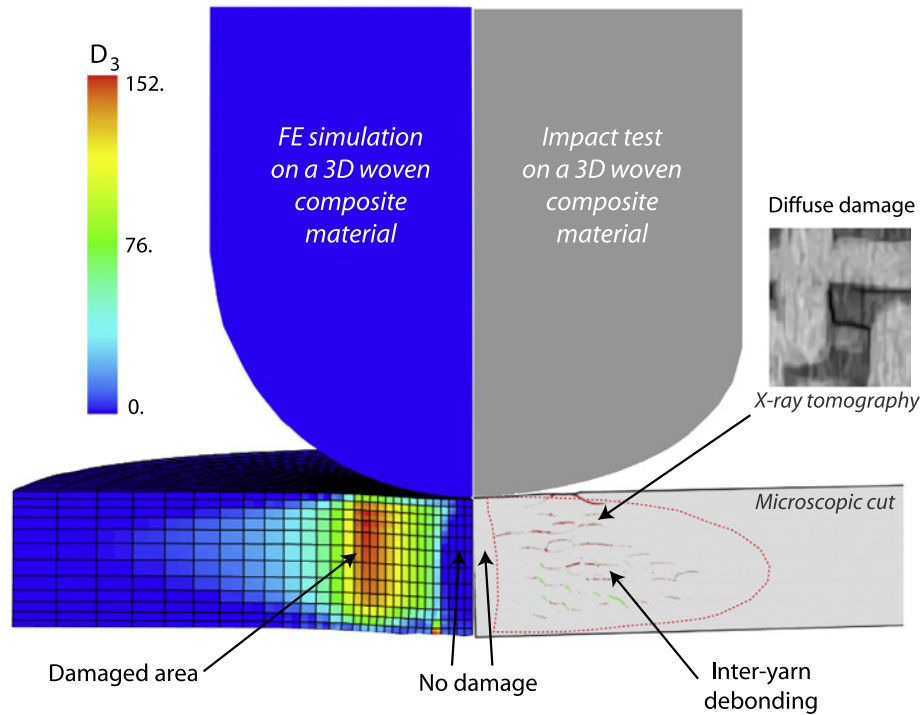 D3
152.
76.
0.
FE simulation
on a 3D woven
composite
material
Impact test
on a 3D woven
composite
material
Diffuse damage
X-ray tomography
Microscopic cut
Damaged area
No damage
Inter-yarn
debonding